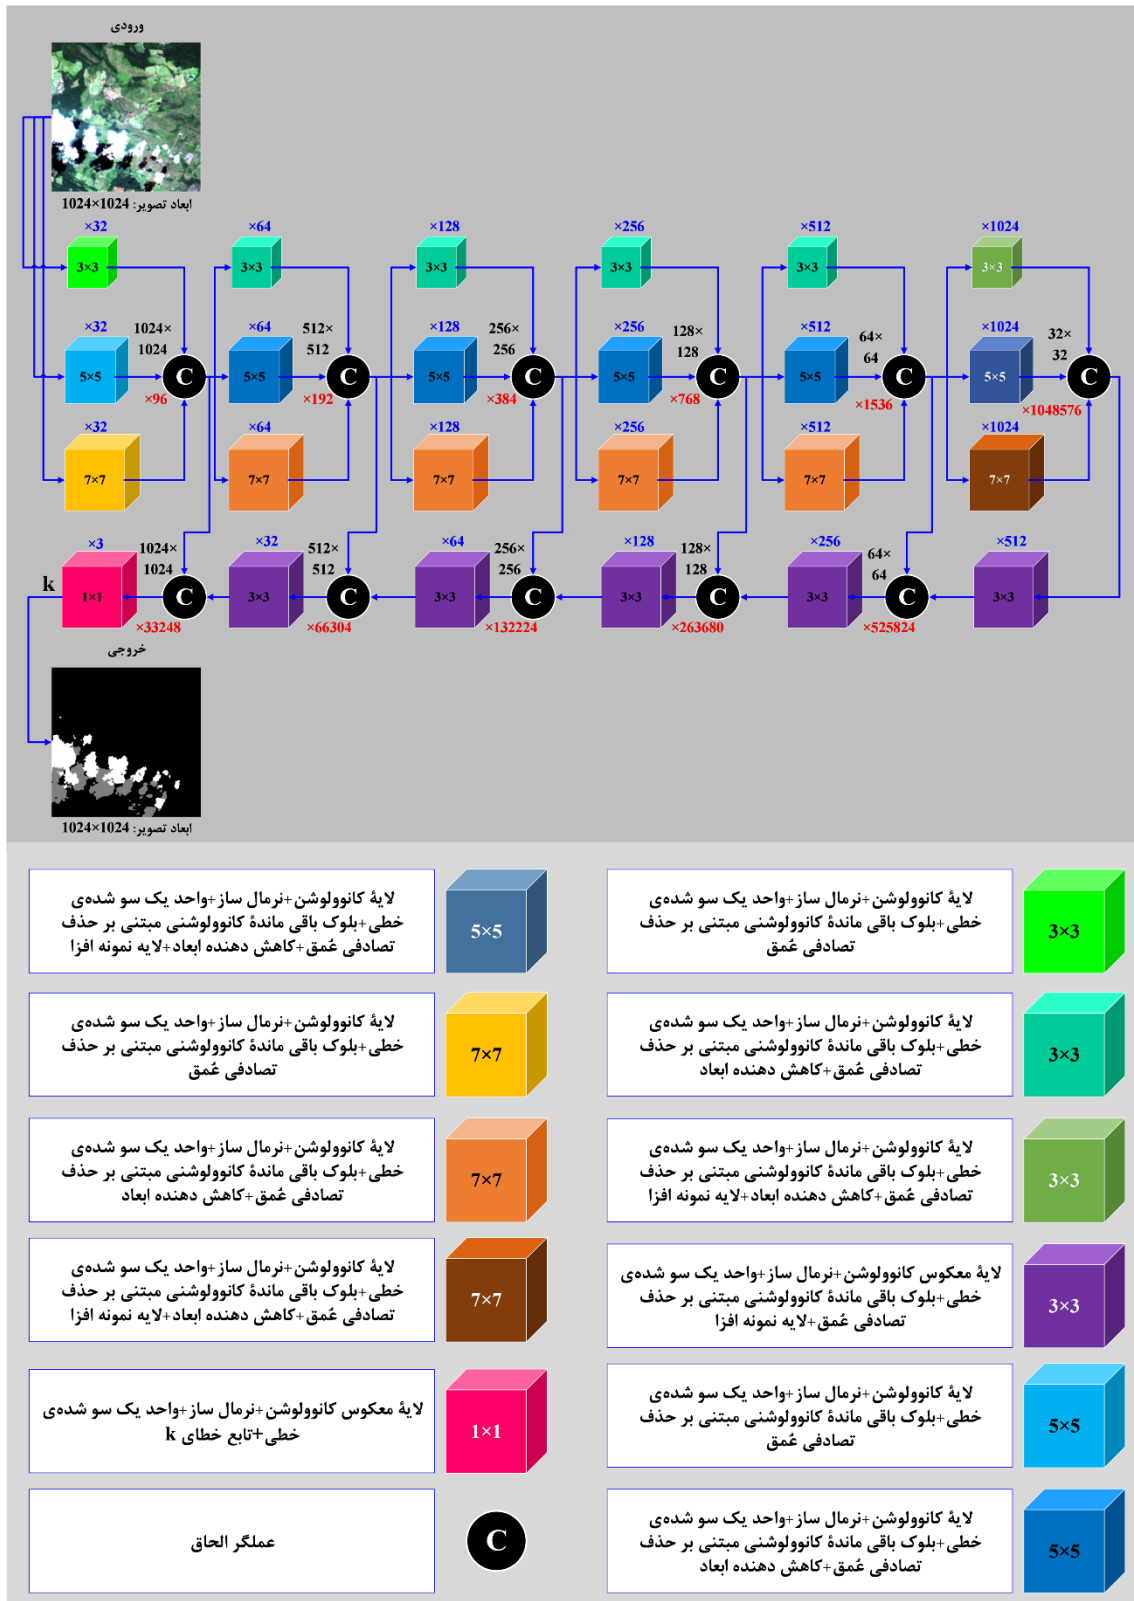 ورودی
ابعاد تصویر: 1024×1024
×32
×64
×128
×256
×512
×1024
3×3
3×3
3×3
3×3
3×3
3×3
×32
1024×
1024
×64
512×
512
×128
256×
256
×256
128×
128
×512
64×
64
×1024
32×
32
5×5
C
5×5
C
5×5
C
5×5
C
5×5
C
5×5
C
×96
×192
×384
×768
×1536
×1048576
×32
×64
×128
×256
×512
×1024
7×7
7×7
7×7
7×7
7×7
7×7
×3
1024×
1024
×32
512×
512
×64
256×
256
×128
128×
128
×256
64×
64
×512
k
1×1
C
3×3
C
3×3
C
3×3
C
3×3
C
3×3
×33248
×66304
×132224
×263680
×525824
خروجی
ابعاد تصویر: 1024×1024
3×3
لایهٔ کانوولوشن+نرمال ساز+واحد یک سو شده‌ی
خطی+بلوک باقی ماندهٔ کانوولوشنی مبتنی بر حذف
تصادفی عُمق
5×5
لایهٔ کانوولوشن+نرمال ساز+واحد یک سو شده‌ی
خطی+بلوک باقی ماندهٔ کانوولوشنی مبتنی بر حذف
تصادفی عُمق+کاهش دهنده ابعاد+لایه نمونه افزا
3×3
لایهٔ کانوولوشن+نرمال ساز+واحد یک سو شده‌ی
خطی+بلوک باقی ماندهٔ کانوولوشنی مبتنی بر حذف
تصادفی عُمق+کاهش دهنده ابعاد
7×7
لایهٔ کانوولوشن+نرمال ساز+واحد یک سو شده‌ی
خطی+بلوک باقی ماندهٔ کانوولوشنی مبتنی بر حذف
تصادفی عُمق
3×3
لایهٔ کانوولوشن+نرمال ساز+واحد یک سو شده‌ی
خطی+بلوک باقی ماندهٔ کانوولوشنی مبتنی بر حذف
تصادفی عُمق+کاهش دهنده ابعاد+لایه نمونه افزا
7×7
لایهٔ کانوولوشن+نرمال ساز+واحد یک سو شده‌ی
خطی+بلوک باقی ماندهٔ کانوولوشنی مبتنی بر حذف
تصادفی عُمق+کاهش دهنده ابعاد
3×3
لایهٔ معکوس کانوولوشن+نرمال ساز+واحد یک سو شده‌ی
خطی+بلوک باقی ماندهٔ کانوولوشنی مبتنی بر حذف
تصادفی عُمق+لایه نمونه افزا
7×7
لایهٔ کانوولوشن+نرمال ساز+واحد یک سو شده‌ی
خطی+بلوک باقی ماندهٔ کانوولوشنی مبتنی بر حذف
تصادفی عُمق+کاهش دهنده ابعاد+لایه نمونه افزا
5×5
لایهٔ کانوولوشن+نرمال ساز+واحد یک سو شده‌ی
خطی+بلوک باقی ماندهٔ کانوولوشنی مبتنی بر حذف
تصادفی عُمق
1×1
لایهٔ معکوس کانوولوشن+نرمال ساز+واحد یک سو شده‌ی
خطی+تابع خطای k
5×5
لایهٔ کانوولوشن+نرمال ساز+واحد یک سو شده‌ی
خطی+بلوک باقی ماندهٔ کانوولوشنی مبتنی بر حذف
تصادفی عُمق+کاهش دهنده ابعاد
C
عملگر الحاق